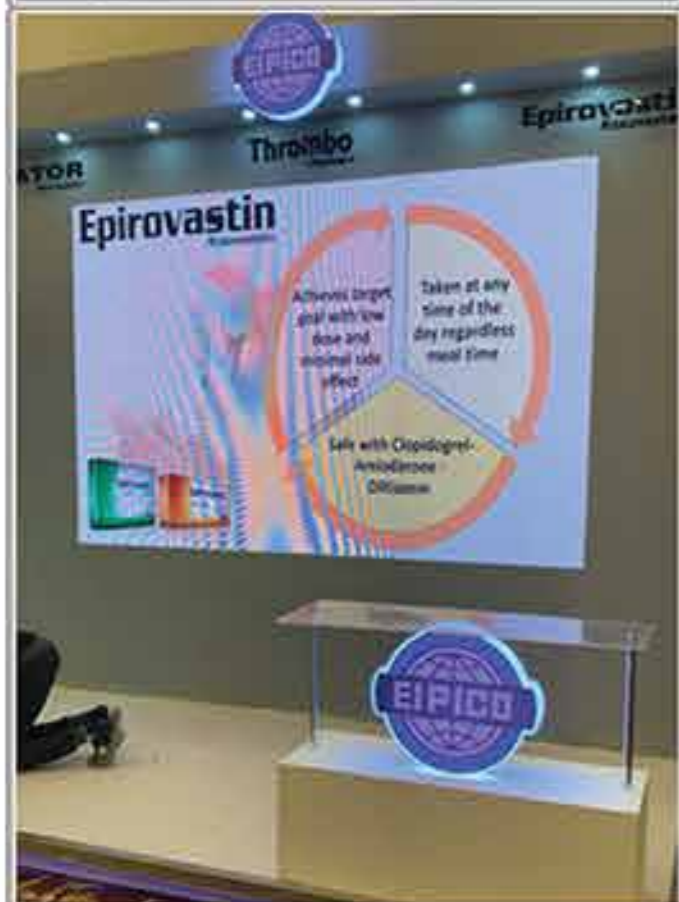 EIPICO
ATOR
Thrombo
Epirovastin
Epirovastin
Achieves target
goal with low
dose and
minimal side
effect
Taken at any
time of the
day regardless
meal time
Safe with Clopidogrel-
Amiodarone -
Diltiazem
EIPICO